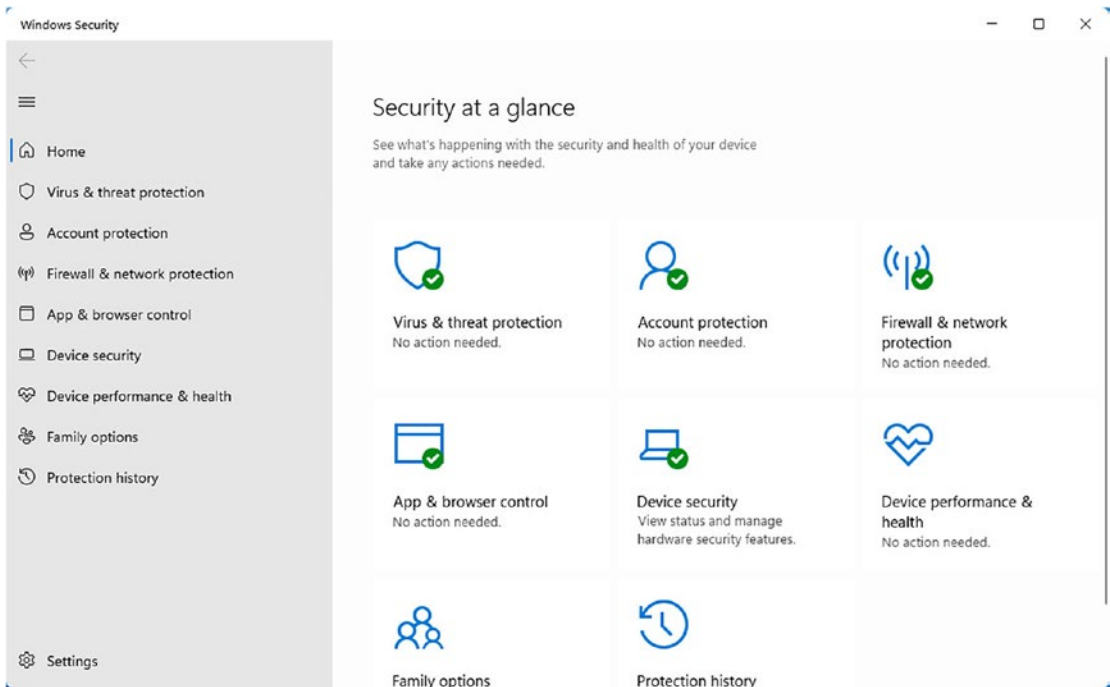 Windows Security
Home
Virus & threat protection
Account protection
Firewall & network protection
App & browser control
Device security
Device performance & health
Family options
Protection history
Settings
Security at a glance
See what's happening with the security and health of your device
and take any actions needed.
Virus & threat protection
No action needed.
Account protection
No action needed.
Firewall & network
protection
No action needed.
App & browser control
No action needed.
Device security
View status and manage
hardware security features.
Device performance &
health
No action needed.
Family options
Protection history